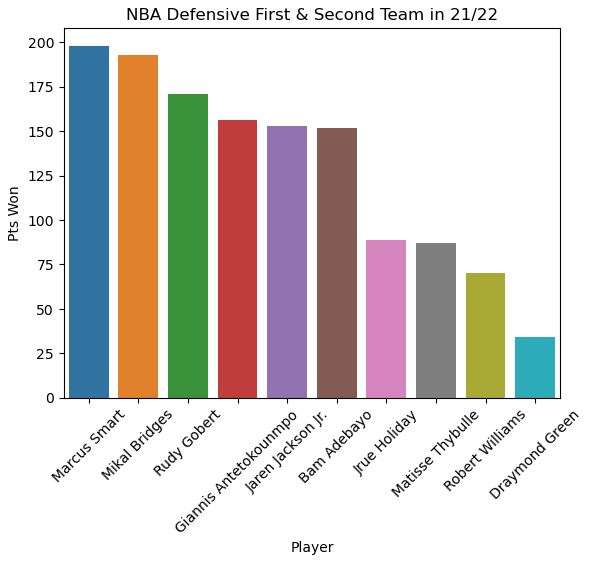 NBA Defensive First & Second Team in 21/22
Pts Won
200
175
150
125
100
75
50
25
0
Marcus Smart
Mikal Bridges
Rudy Gobert
Giannis Antetokounmpo
Jaren Jackson Jr.
Bam Adebayo
Jrue Holiday
Matisse Thybulle
Robert Williams
Draymond Green
Player